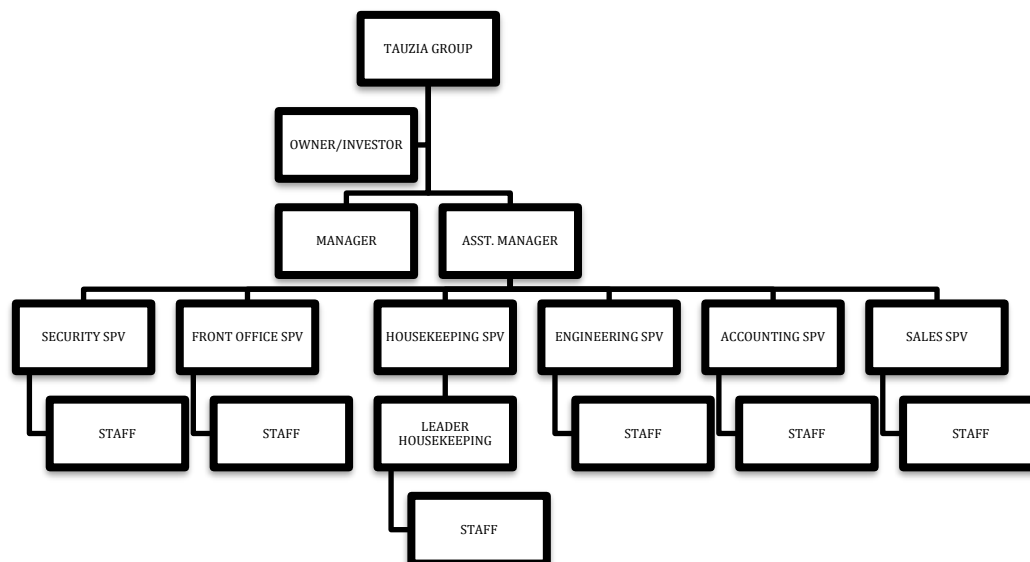 TAUZIA GROUP
OWNER/INVESTOR
MANAGER
ASST. MANAGER
SECURITY SPV
FRONT OFFICE SPV
HOUSEKEEPING SPV
ENGINEERING SPV
ACCOUNTING SPV
SALES SPV
STAFF
STAFF
LEADER
HOUSEKEEPING
STAFF
STAFF
STAFF
STAFF